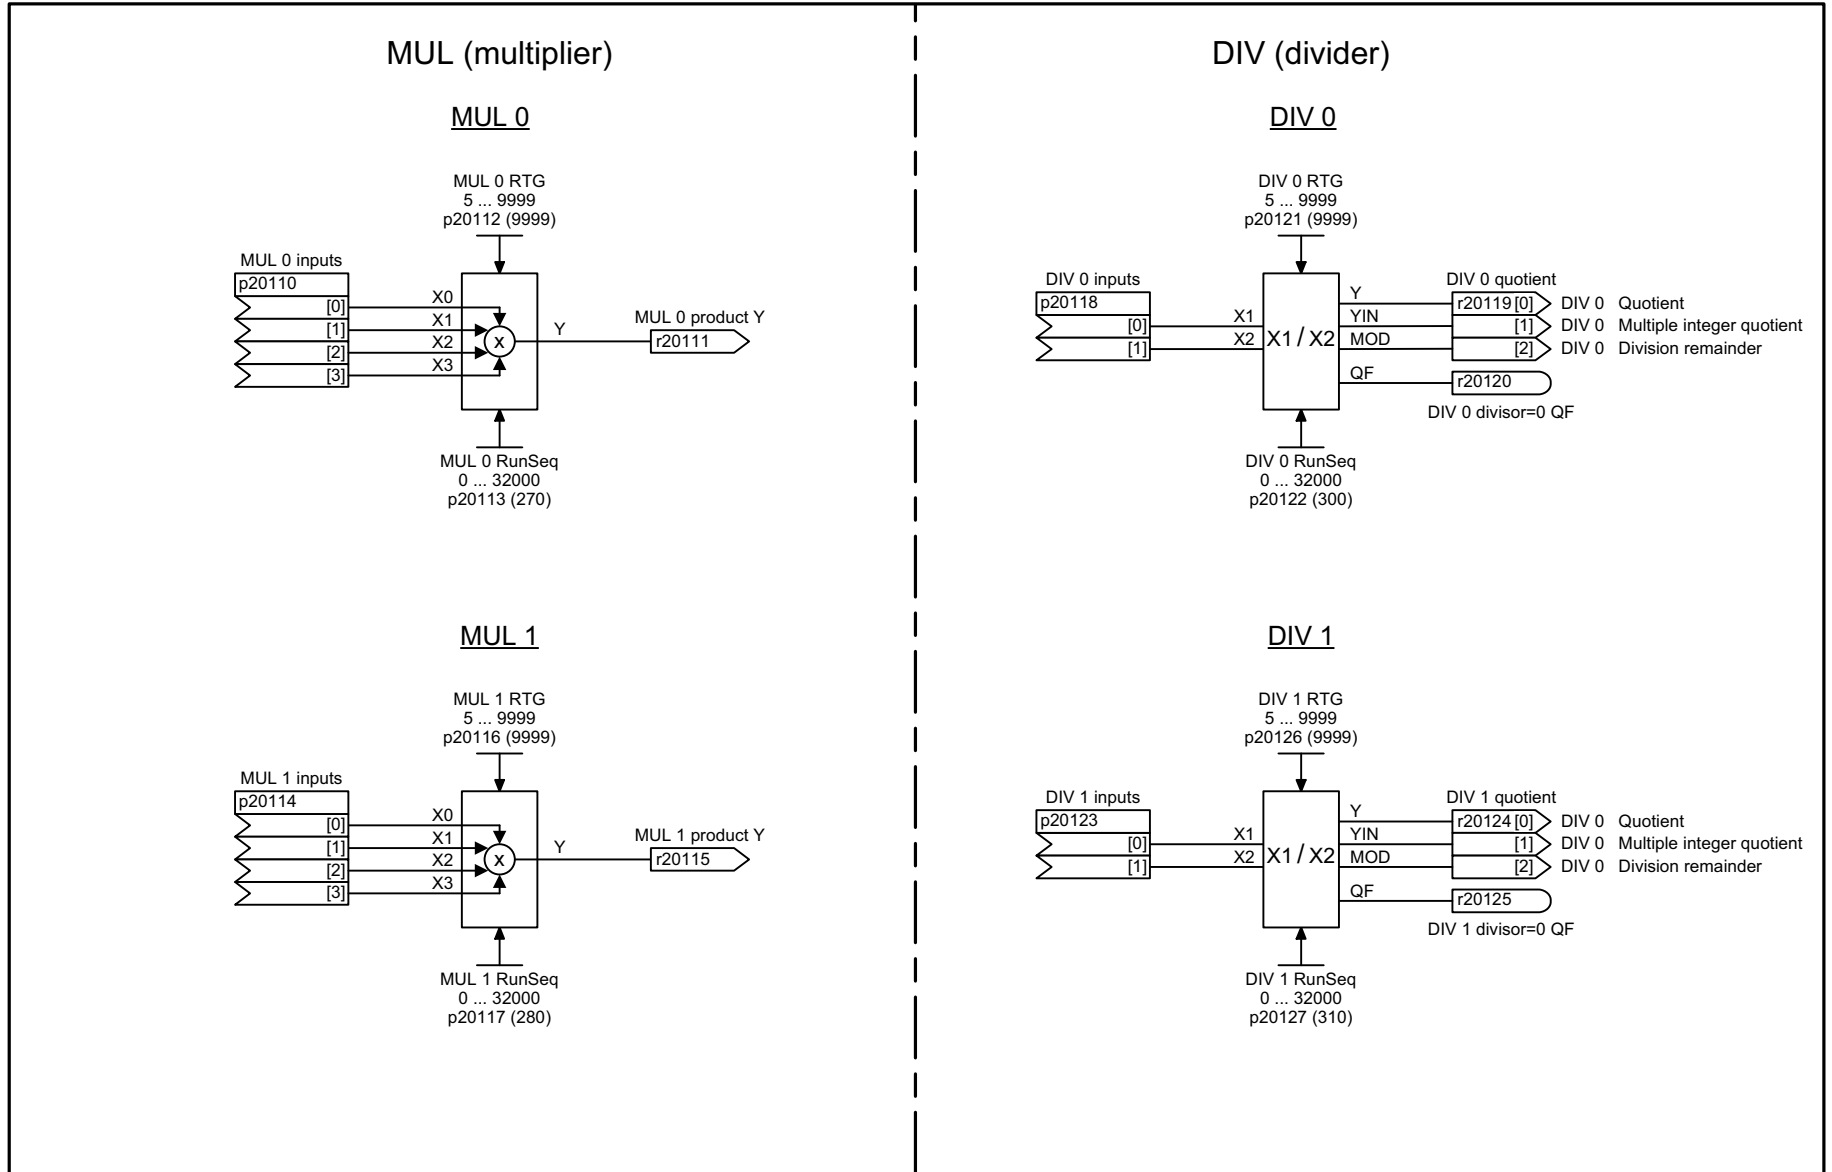 MUL (multiplier)
MUL 0
MUL 0 RTG
5 ... 9999
p20112 (9999)
MUL 0 inputs
p20110
[0]
[1]
[2]
[3]
X0
X1
X2
X3
x
Y
MUL 0 product Y
r20111
MUL 0 RunSeq
0 ... 32000
p20113 (270)
MUL 1
MUL 1 RTG
5 ... 9999
p20116 (9999)
MUL 1 inputs
p20114
[0]
[1]
[2]
[3]
X0
X1
X2
X3
x
Y
MUL 1 product Y
r20115
MUL 1 RunSeq
0 ... 32000
p20117 (280)
DIV (divider)
DIV 0
DIV 0 RTG
5 ... 9999
p20121 (9999)
DIV 0 inputs
p20118
[0]
[1]
X1
X2
X1 / X2
Y
YIN
MOD
QF
DIV 0 quotient
r20119 [0] DIV 0 Quotient
[1] DIV 0 Multiple integer quotient
[2] DIV 0 Division remainder
r20120
DIV 0 divisor=0 QF
DIV 0 RunSeq
0 ... 32000
p20122 (300)
DIV 1
DIV 1 RTG
5 ... 9999
p20126 (9999)
DIV 1 inputs
p20123
[0]
[1]
X1
X2
X1 / X2
Y
YIN
MOD
QF
DIV 1 quotient
r20124 [0] DIV 0 Quotient
[1] DIV 0 Multiple integer quotient
[2] DIV 0 Division remainder
r20125
DIV 1 divisor=0 QF
DIV 1 RunSeq
0 ... 32000
p20127 (310)